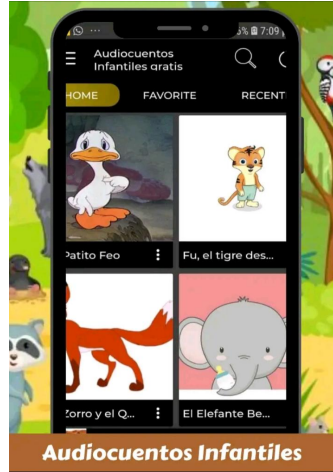 5% 7:09
Audiocuentos
Infantiles gratis
HOME FAVORITE RECENT
Patito Feo
Fu, el tigre des...
Zorro y el Q...
El Elefante Be...
Audiocuentos Infantiles